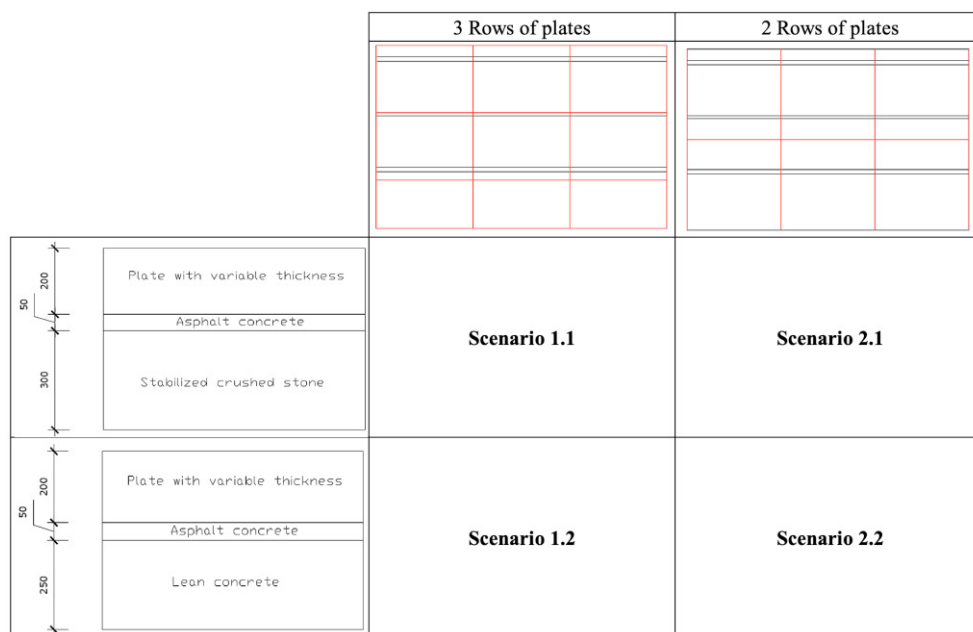 3 Rows of plates
2 Rows of plates
200
50
300
Plate with variable thickness
Asphalt concrete
Stabilized crushed stone
Scenario 1.1
Scenario 2.1
200
50
250
Plate with variable thickness
Asphalt concrete
Lean concrete
Scenario 1.2
Scenario 2.2